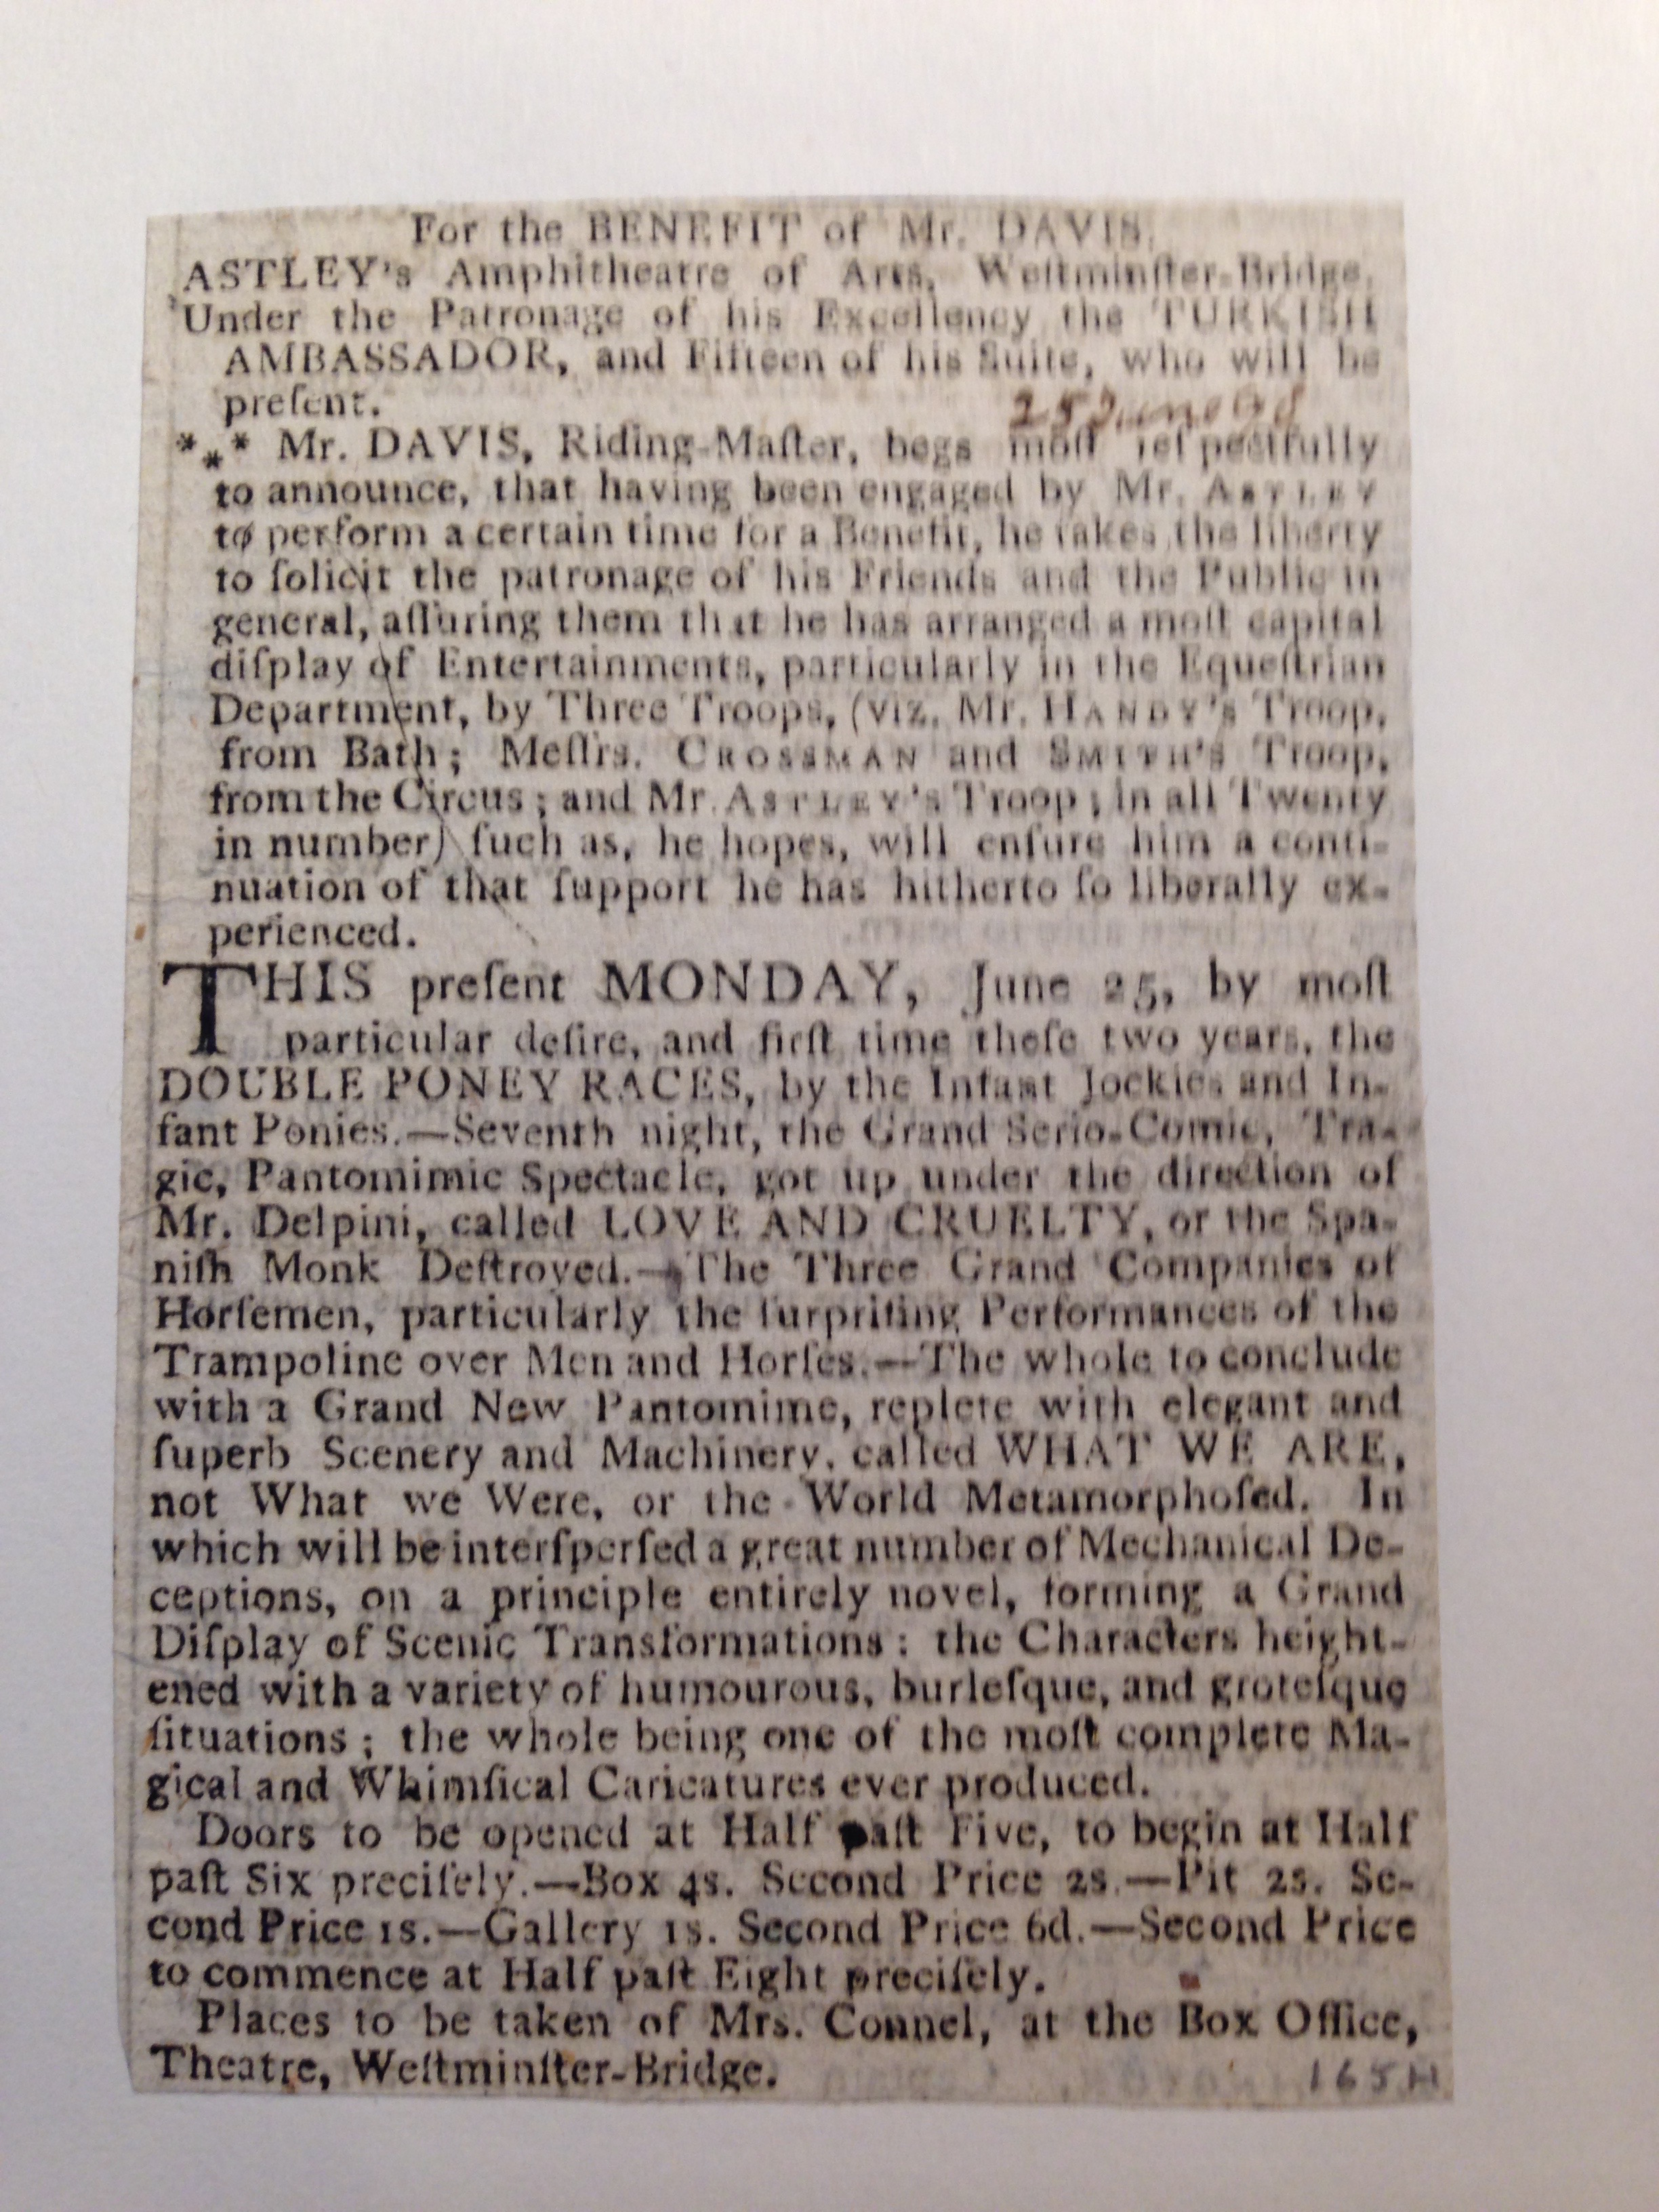 For the BENEFIT of Mr. DAVIS.
ASTLEY's Amphitheatre of Arts, Weſtminſter-Bridge,
Under the Patronage of his Excellency the TURKISH
AMBASSADOR, and Fifteen of his Suite, who will be
preſent.
25 June 98
*⁎* Mr. DAVIS, Riding-Maſter, begs moſt reſpectfully
to announce, that having been engaged by Mr. ASTLEY
to perform a certain time for a Benefit, he takes the liberty
to ſolicit the patronage of his Friends and the Public in
general, aſſuring them that he has arranged a moſt capital
diſplay of Entertainments, particularly in the Equeſtrian
Department, by Three Troops, (viz. Mr. HANDY's Troop,
from Bath; Meſſrs. CROSSMAN and SMITH's Troop,
from the Circus; and Mr. ASTLEY's Troop; in all Twenty
in number) ſuch as, he hopes, will enſure him a conti-
nuation of that ſupport he has hitherto ſo liberally ex-
perienced.
THIS preſent MONDAY, June 25, by moſt
particular deſire, and firſt time theſe two years, the
DOUBLE PONEY RACES, by the Infant Jockies and In-
fant Ponies.—Seventh night, the Grand Serio-Comic, Tra-
gic, Pantomimic Spectacle, got up under the direction of
Mr. Delpini, called LOVE AND CRUELTY, or the Spa-
niſh Monk Deſtroyed.—The Three Grand Companies of
Horſemen, particularly the ſurpriſing Performances of the
Trampoline over Men and Horſes.—The whole to conclude
with a Grand New Pantomime, replete with elegant and
ſuperb Scenery and Machinery, called WHAT WE ARE,
not What we Were, or the World Metamorphoſed. In
which will be interſperſed a great number of Mechanical De-
ceptions, on a principle entirely novel, forming a Grand
Diſplay of Scenic Transformations: the Characters height-
ened with a variety of humourous, burleſque, and groteſque
ſituations; the whole being one of the moſt complete Ma-
gical and Whimſical Caricatures ever produced.
Doors to be opened at Half paſt Five, to begin at Half
paſt Six preciſely.—Box 4s. Second Price 2s.—Pit 2s. Se-
cond Price 1s.—Gallery 1s. Second Price 6d.—Second Price
to commence at Half paſt Eight preciſely.
Places to be taken of Mrs. Connel, at the Box Office,
Theatre, Weſtminſter-Bridge.
165H